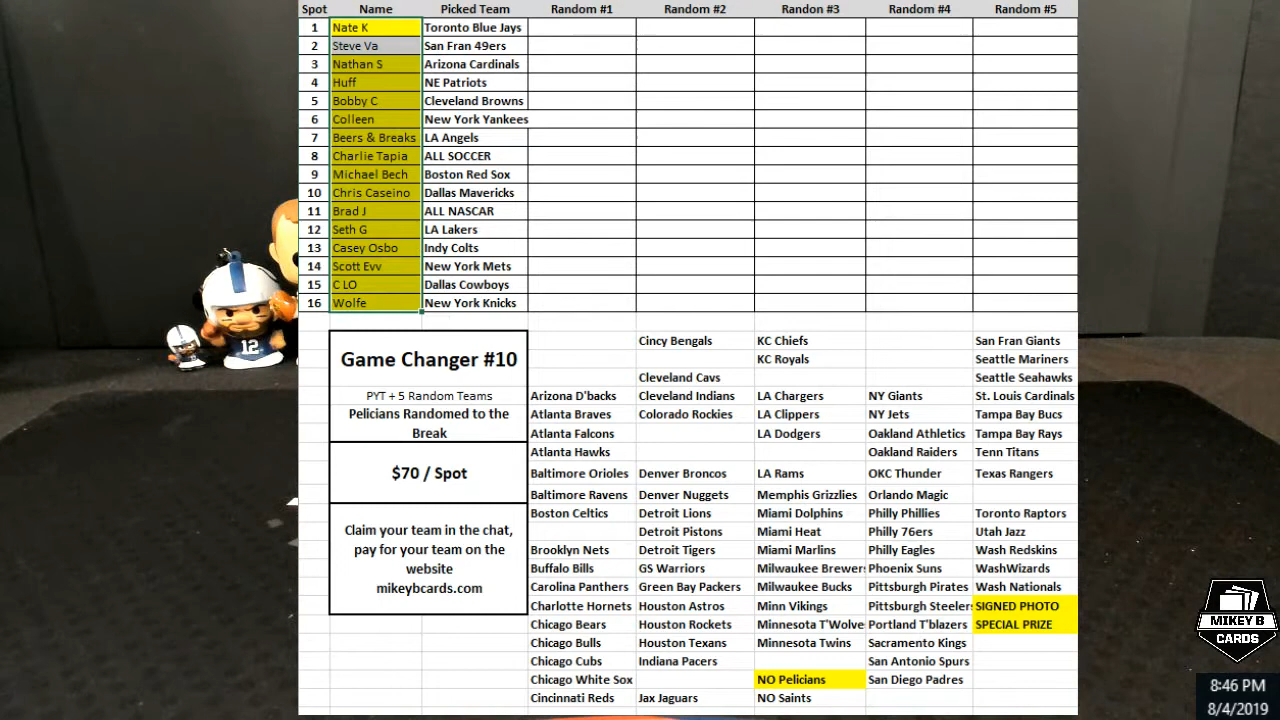 Spot Name Picked Team Random #1 Random #2 Randon #3 Random #4 Random #5
1 Nate K Toronto Blue Jays
2 Steve Va San Fran 49ers
3 Nathan S Arizona Cardinals
4 Huff NE Patriots
5 Bobby C Cleveland Browns
6 Colleen New York Yankees
7 Beers & Breaks LA Angels
8 Charlie Tapia ALL SOCCER
9 Michael Bech Boston Red Sox
10 Chris Caseino Dallas Mavericks
11 Brad J ALL NASCAR
12 Seth G LA Lakers
13 Casey Osbo Indy Colts
14 Scott Evv New York Mets
15 C LO Dallas Cowboys
16 Wolfe New York Knicks
Game Changer #10
PYT + 5 Random Teams
Pelicians Randomed to the
Break
$70 / Spot
Claim your team in the chat,
pay for your team on the
website
mikeybcards.com
Cincy Bengals KC Chiefs San Fran Giants
KC Royals Seattle Mariners
Cleveland Cavs Seattle Seahawks
Arizona D'backs Cleveland Indians LA Chargers NY Giants St. Louis Cardinals
Atlanta Braves Colorado Rockies LA Clippers NY Jets Tampa Bay Bucs
Atlanta Falcons LA Dodgers Oakland Athletics Tampa Bay Rays
Atlanta Hawks Oakland Raiders Tenn Titans
Baltimore Orioles Denver Broncos LA Rams OKC Thunder Texas Rangers
Baltimore Ravens Denver Nuggets Memphis Grizzlies Orlando Magic
Boston Celtics Detroit Lions Miami Dolphins Philly Phillies Toronto Raptors
Detroit Pistons Miami Heat Philly 76ers Utah Jazz
Brooklyn Nets Detroit Tigers Miami Marlins Philly Eagles Wash Redskins
Buffalo Bills GS Warriors Milwaukee Brewers Phoenix Suns WashWizards
Carolina Panthers Green Bay Packers Milwaukee Bucks Pittsburgh Pirates Wash Nationals
Charlotte Hornets Houston Astros Minn Vikings Pittsburgh Steelers SIGNED PHOTO
Chicago Bears Houston Rockets Minnesota T'Wolve Portland T'blazers SPECIAL PRIZE
Chicago Bulls Houston Texans Minnesota Twins Sacramento Kings
Chicago Cubs Indiana Pacers San Antonio Spurs
Chicago White Sox NO Pelicians San Diego Padres
Cincinnati Reds Jax Jaguars NO Saints
12
MIKEY B
CARDS
8:46 PM
8/4/2019